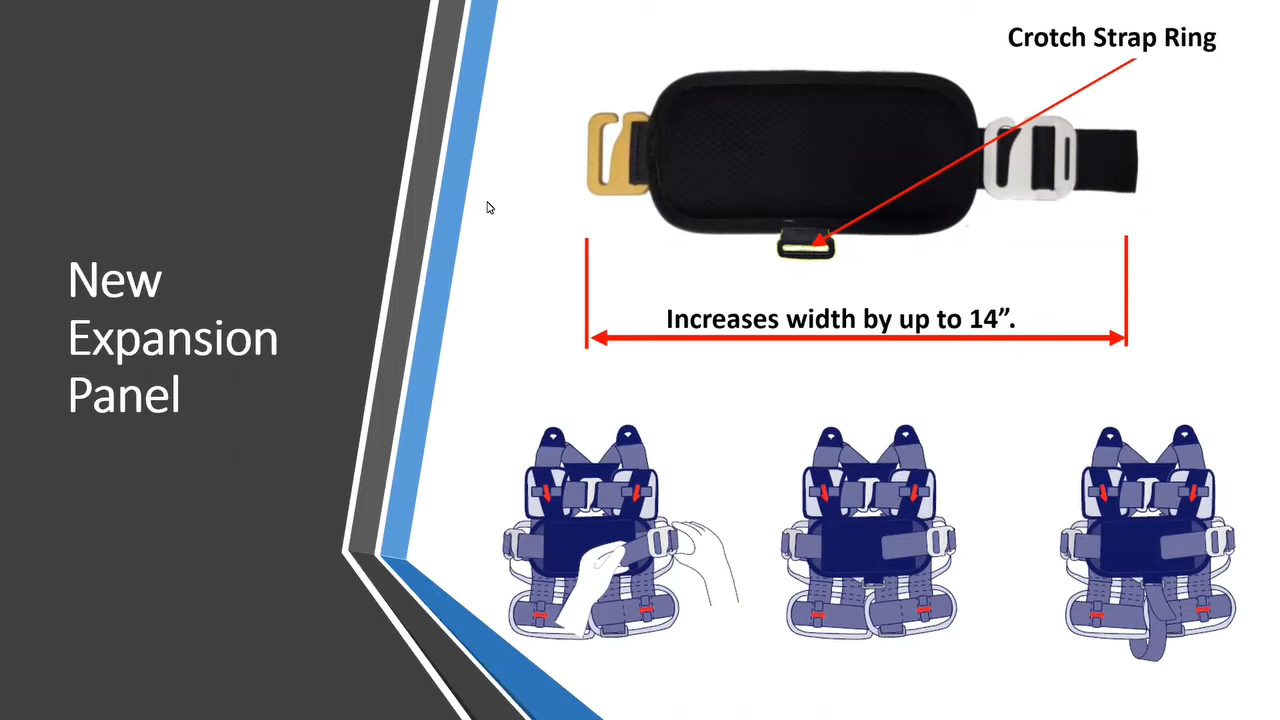 New
Expansion
Panel
Crotch Strap Ring
Increases width by up to 14”.